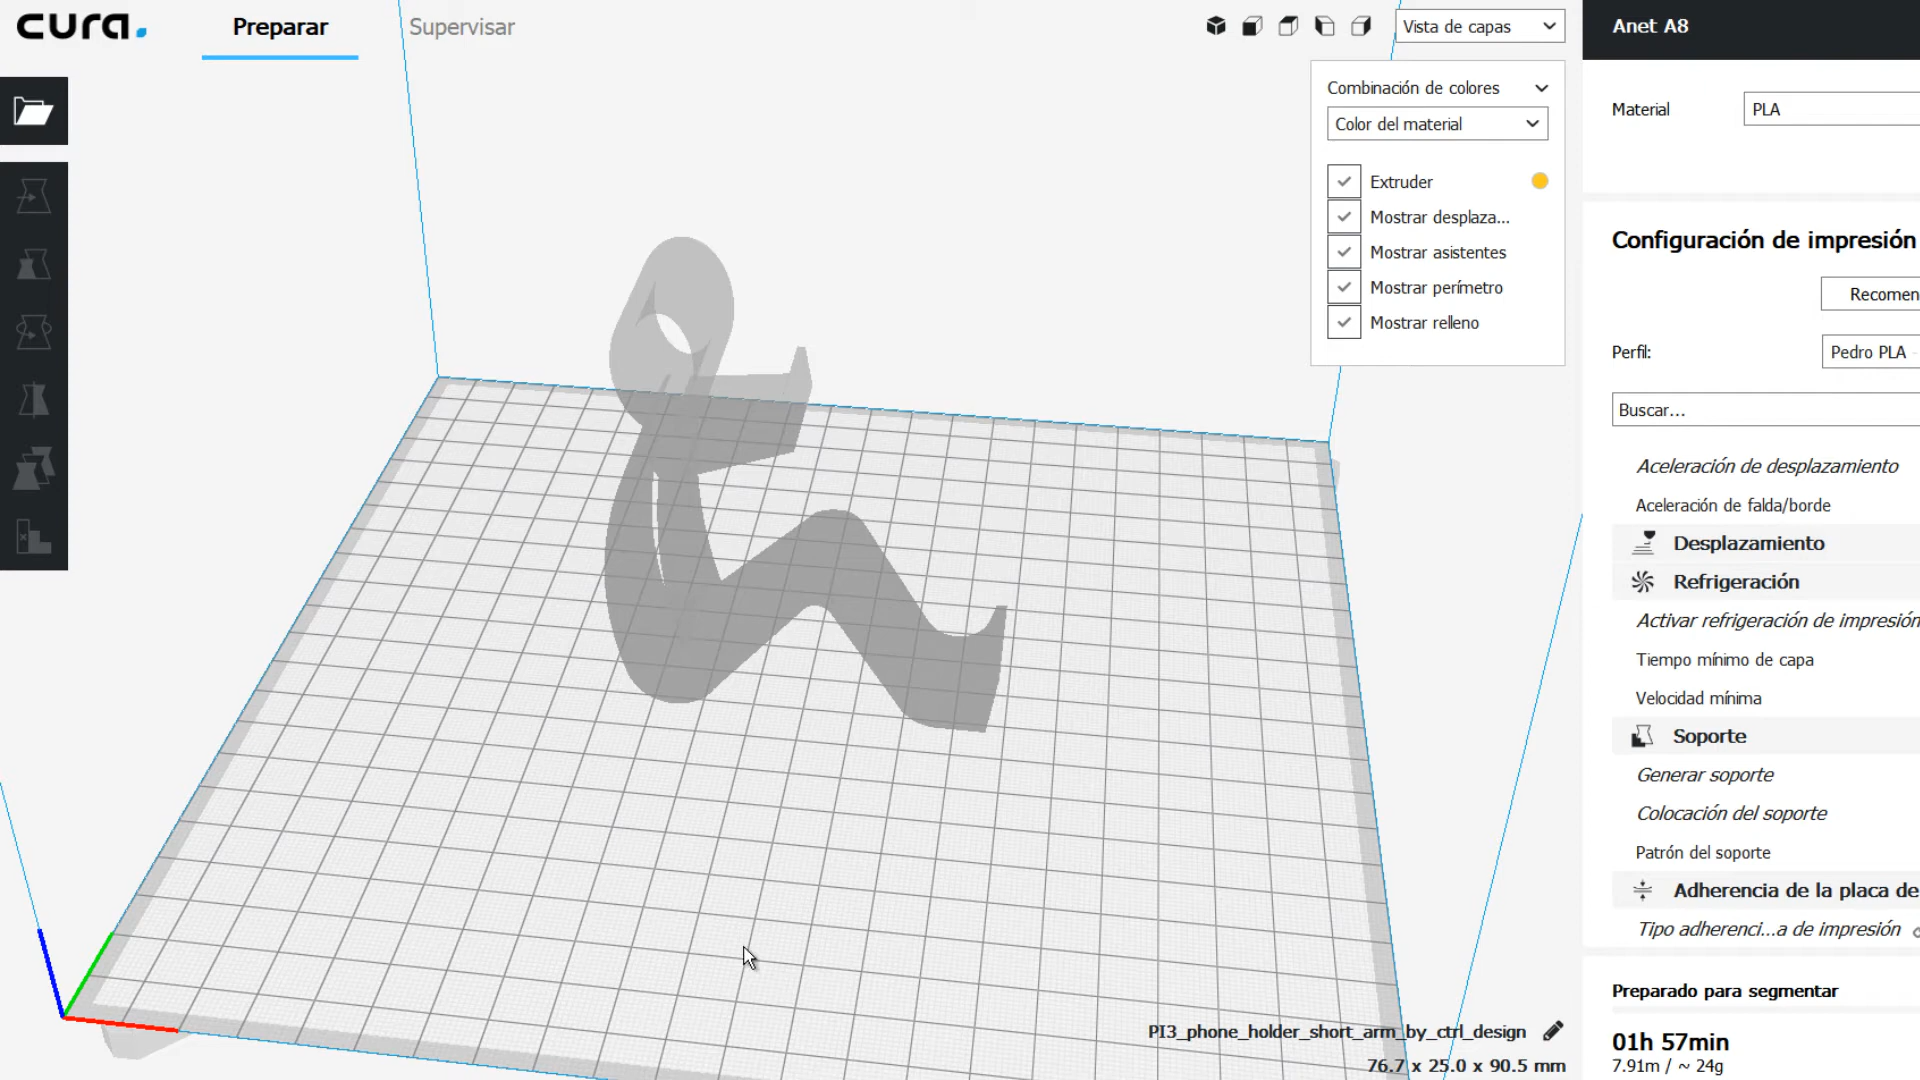 cura.
Preparar
Supervisar
Vista de capas
Anet A8
Combinación de colores
Color del material
Extruder
Mostrar desplaza...
Mostrar asistentes
Mostrar perímetro
Mostrar relleno
Material
PLA
Configuración de impresión
Recomen
Perfil:
Pedro PLA
Buscar...
Aceleración de desplazamiento
Aceleración de falda/borde
Desplazamiento
Refrigeración
Activar refrigeración de impresión
Tiempo mínimo de capa
Velocidad mínima
Soporte
Generar soporte
Colocación del soporte
Patrón del soporte
Adherencia de la placa de
Tipo adherenci...a de impresión
Preparado para segmentar
01h 57min
7.91m / ~ 24g
PI3_phone_holder_short_arm_by_ctrl_design
76.7 x 25.0 x 90.5 mm